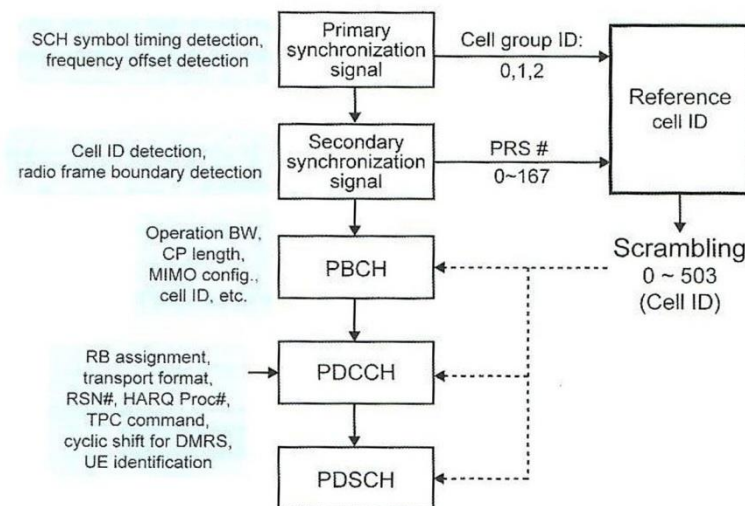 SCH symbol timing detection,
frequency offset detection
Primary
synchronization
signal
Cell group ID:
0,1,2
Reference
cell ID
Cell ID detection,
radio frame boundary detection
Secondary
synchronization
signal
PRS #
0~167
Operation BW,
CP length,
MIMO config.,
cell ID, etc.
PBCH
Scrambling
0 ~ 503
(Cell ID)
RB assignment,
transport format,
RSN#, HARQ Proc#,
TPC command,
cyclic shift for DMRS,
UE identification
PDCCH
PDSCH